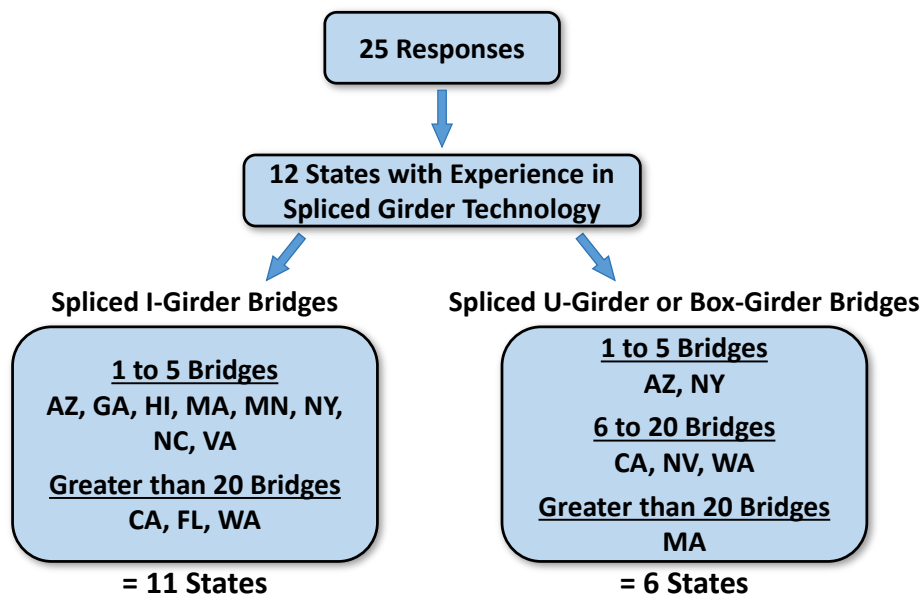 25 Responses
12 States with Experience in
Spliced Girder Technology
Spliced I-Girder Bridges
1 to 5 Bridges
AZ, GA, HI, MA, MN, NY,
NC, VA
Greater than 20 Bridges
CA, FL, WA
= 11 States
Spliced U-Girder or Box-Girder Bridges
1 to 5 Bridges
AZ, NY
6 to 20 Bridges
CA, NV, WA
Greater than 20 Bridges
MA
= 6 States